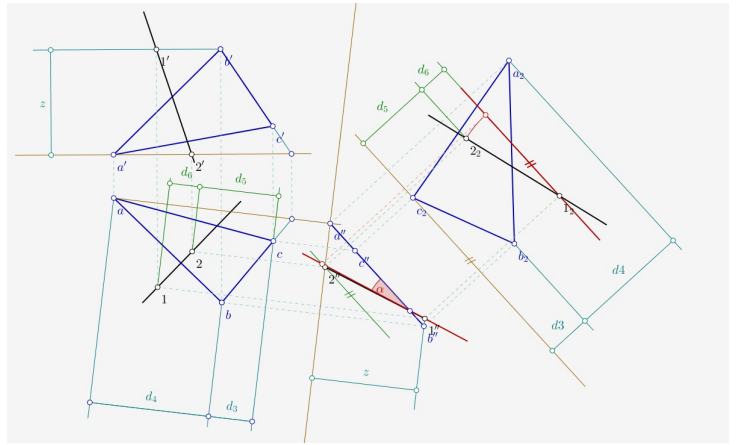 1′
b′
z
c′
a′
2′
d₆
d₅
a
c
2
1
b
d₄
d₃
a″
c″
2″
α
1″
b″
z
d₆
a₂
d₅
2₂
1₂
c₂
b₂
d4
d3